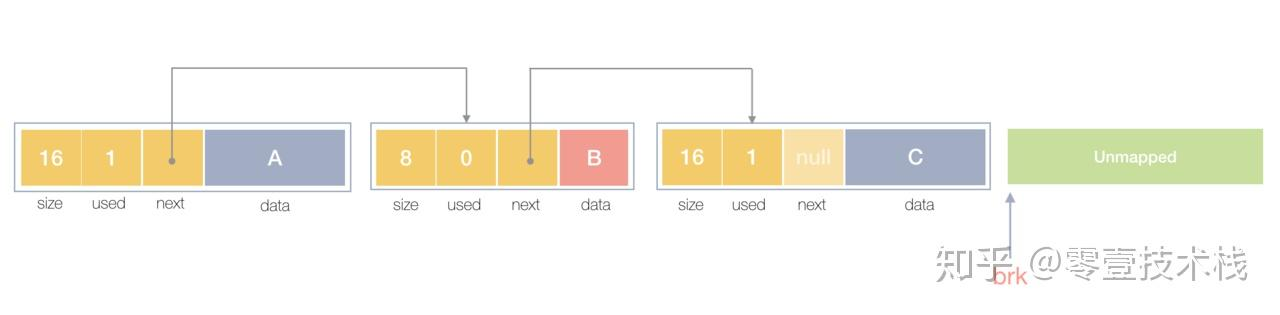 16 1 A 8 0 B 16 1 null C Unmapped
size used next data size used next data size used next data
知乎 @零壹技术栈
brk